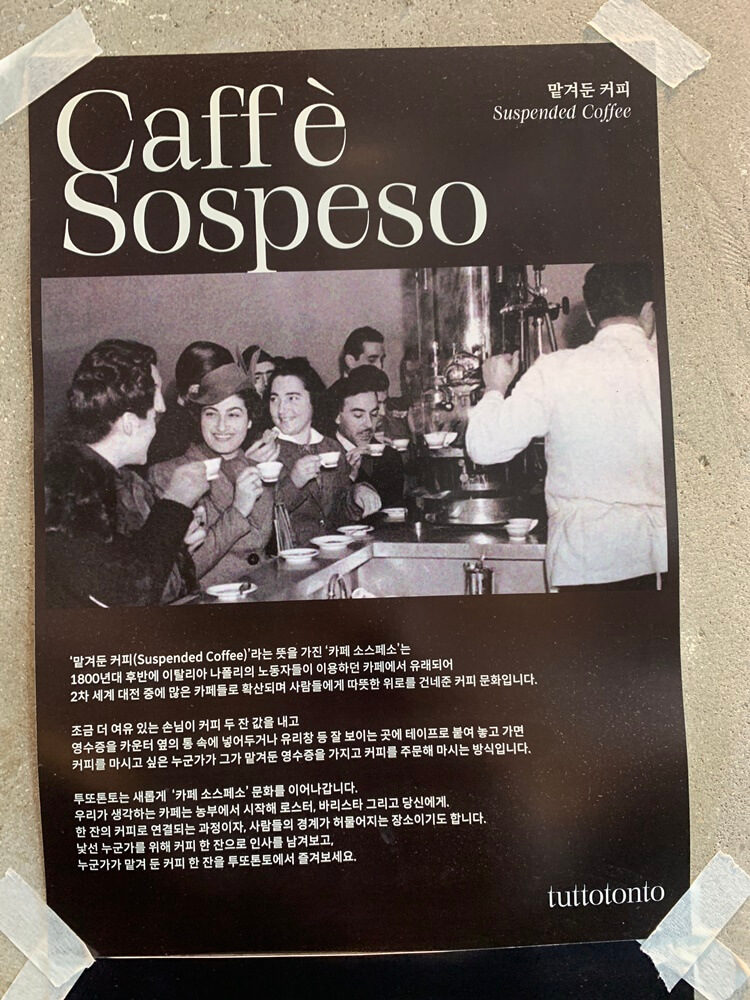 Caffè
Sospeso
맡겨둔 커피
Suspended Coffee
'맡겨둔 커피(Suspended Coffee)'라는 뜻을 가진 '카페 소스페소'는
1800년대 후반에 이탈리아 나폴리의 노동자들이 이용하던 카페에서 유래되어
2차 세계 대전 중에 많은 카페들로 확산되며 사람들에게 따뜻한 위로를 건네준 커피 문화입니다.
조금 더 여유 있는 손님이 커피 두 잔 값을 내고
영수증을 카운터 옆의 통 속에 넣어두거나 유리창 등 잘 보이는 곳에 테이프로 붙여 놓고 가면
커피를 마시고 싶은 누군가가 그가 맡겨둔 영수증을 가지고 커피를 주문해 마시는 방식입니다.
투또톤토는 새롭게 '카페 소스페소' 문화를 이어나갑니다.
우리가 생각하는 카페는 농부에서 시작해 로스터, 바리스타 그리고 당신에게.
한 잔의 커피로 연결되는 과정이자, 사람들의 경계가 허물어지는 장소이기도 합니다.
낯선 누군가를 위해 커피 한 잔으로 인사를 남겨보고,
누군가가 맡겨 둔 커피 한 잔을 투또톤토에서 즐겨보세요.
tuttotonto